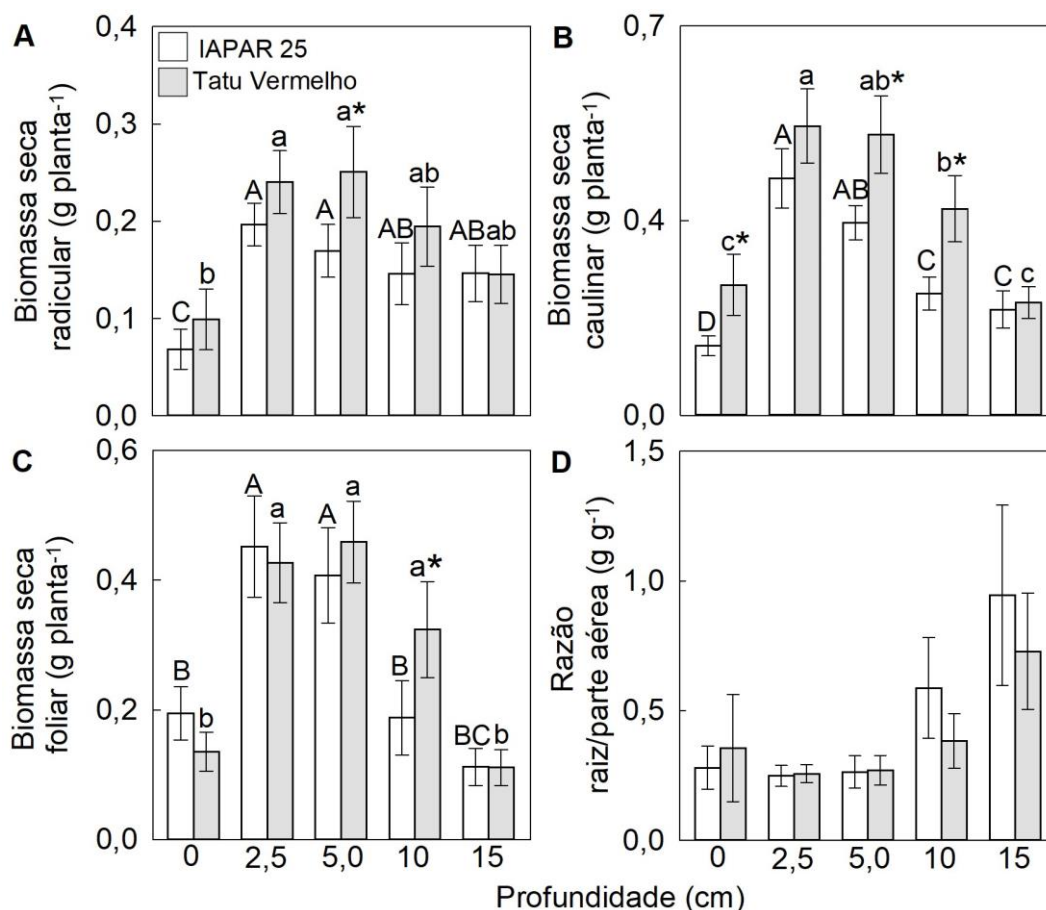 A
Biomassa seca
radicular (g planta⁻¹)
0,4
0,3
0,2
0,1
0,0
IAPAR 25
Tatu Vermelho
C b A a A a* AB ab AB ab
B
Biomassa seca
caulinar (g planta⁻¹)
0,7
0,4
0,0
D c* A a AB ab* C b* C c
C
Biomassa seca
foliar (g planta⁻¹)
0,6
0,4
0,2
0,0
B b A a A a B a* BC b
0 2,5 5,0 10 15
D
Razão
raiz/parte aérea (g g⁻¹)
1,5
1,0
0,5
0,0
0 2,5 5,0 10 15
Profundidade (cm)